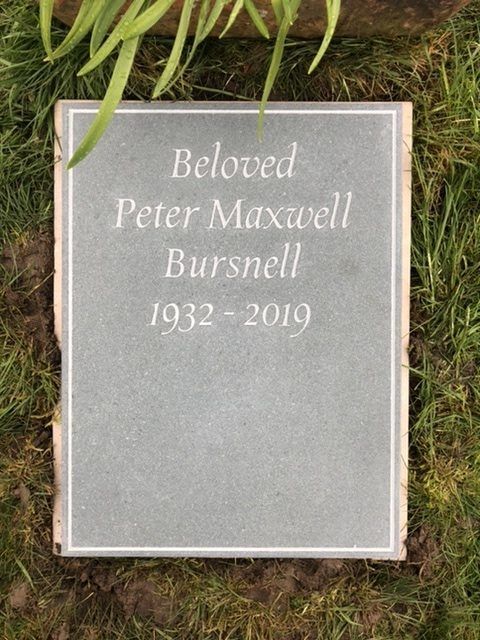 Beloved
Peter Maxwell
Bursnell
1932 - 2019